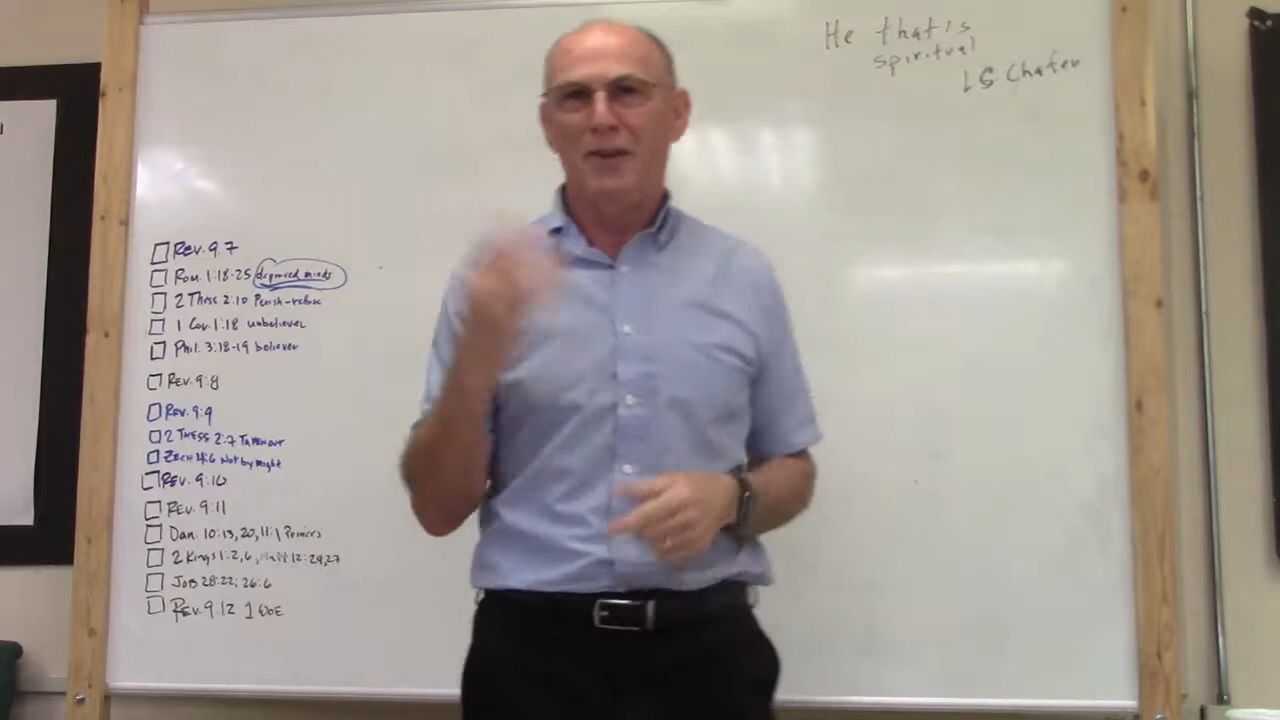 He that is
spiritual
LS Chafer
Rev. 9.7
Rom. 1:18-25 depraved minds
2 Thess 2:10 Perish-refuse
1 Cor. 1:18 unbeliever
Phil. 3:18-19 believer
Rev. 9:8
Rev. 9:9
2 Thess 2:7 Taken out
Zech 4:6 Not by might
Rev. 9:10
Rev. 9:11
Dan. 10:13, 20, 11:1 Princes
2 Kings 1:2,6, Matt 12:24,27
Job 28:22; 26:6
Rev. 9:12 1 Woe